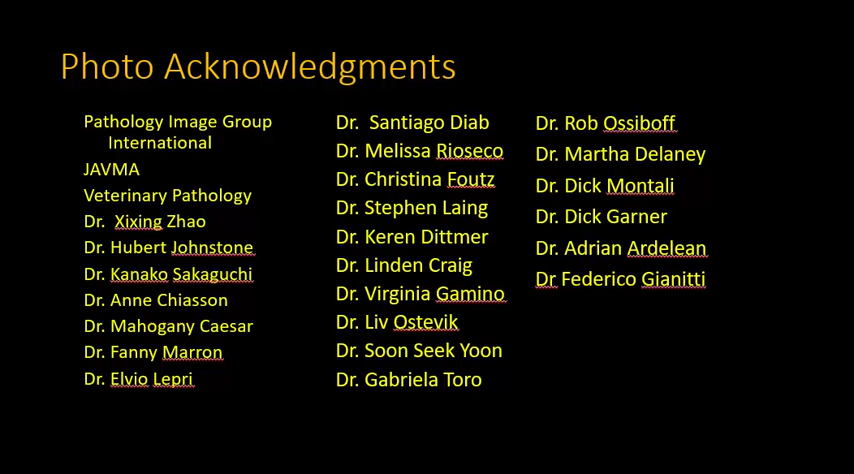 Photo Acknowledgments
Pathology Image Group
International
JAVMA
Veterinary Pathology
Dr.  Xixing Zhao
Dr. Hubert Johnstone
Dr. Kanako Sakaguchi
Dr. Anne Chiasson
Dr. Mahogany Caesar
Dr. Fanny Marron
Dr. Elvio Lepri
Dr.  Santiago Diab
Dr. Melissa Rioseco
Dr. Christina Foutz
Dr. Stephen Laing
Dr. Keren Dittmer
Dr. Linden Craig
Dr. Virginia Gamino
Dr. Liv Ostevik
Dr. Soon Seek Yoon
Dr. Gabriela Toro
Dr. Rob Ossiboff
Dr. Martha Delaney
Dr. Dick Montali
Dr. Dick Garner
Dr. Adrian Ardelean
Dr Federico Gianitti